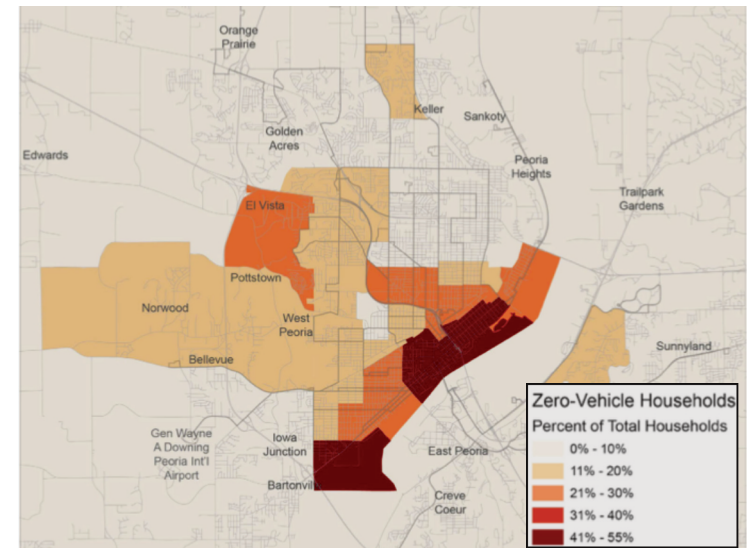 Orange
Prairie
Keller
Sankoty
Golden
Acres
Edwards
Peoria
Heights
Trailpark
Gardens
El Vista
Pottstown
Norwood
West
Peoria
Bellevue
Sunnyland
Gen Wayne
A Downing
Peoria Int'l
Airport
Iowa
Junction
East Peoria
Bartonvil
Creve
Coeur
Zero-Vehicle Households
Percent of Total Households
0% - 10%
11% - 20%
21% - 30%
31% - 40%
41% - 55%